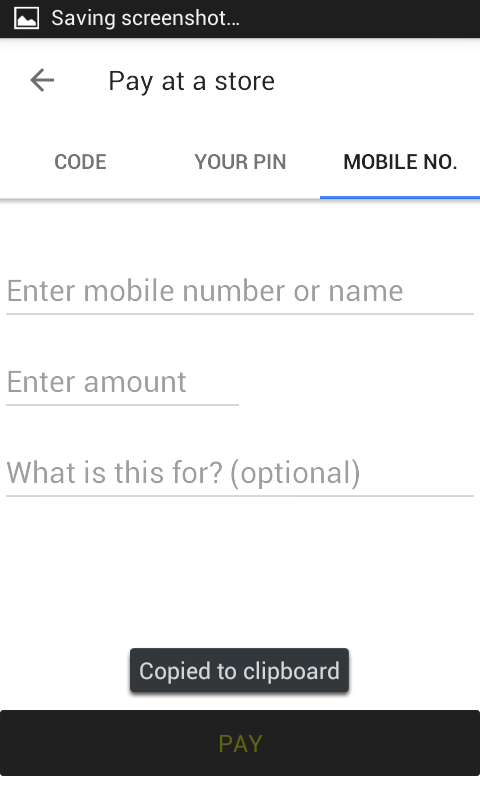 Saving screenshot...
Pay at a store
CODE YOUR PIN MOBILE NO.
Enter mobile number or name
Enter amount
What is this for? (optional)
Copied to clipboard
PAY